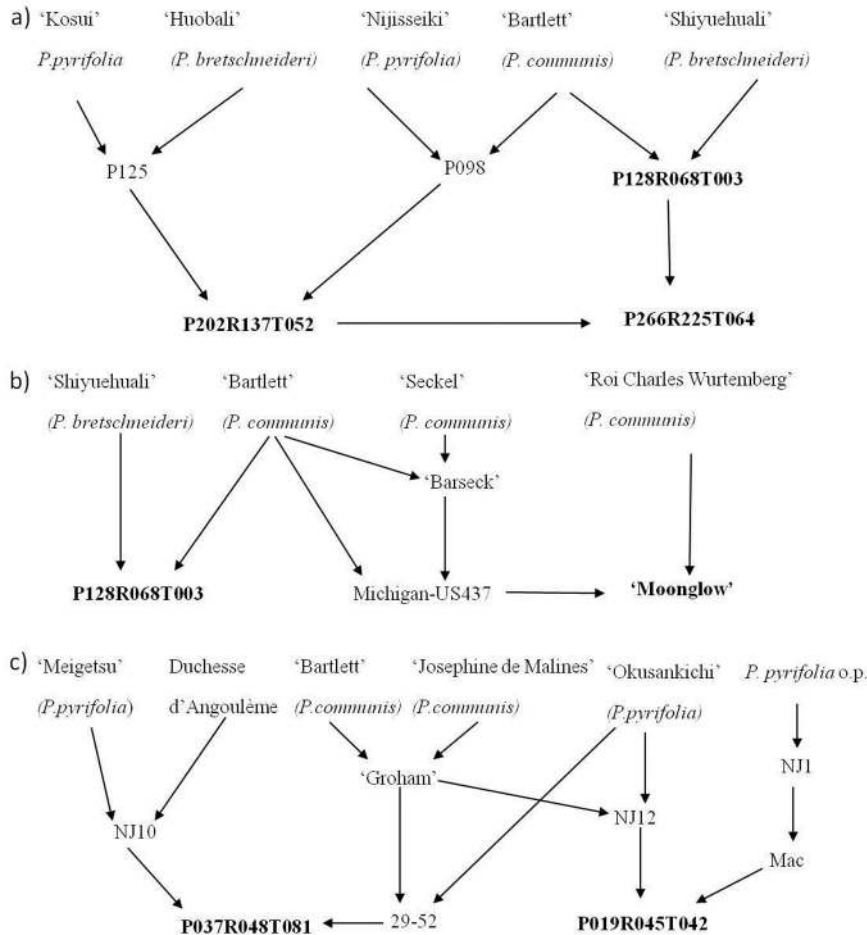 a)
‘Kosui’ ‘Huobali’ ‘Nijisseiki’ ‘Bartlett’ ‘Shiyuehuali’
P.pyrifolia (P. bretschneideri) (P. pyrifolia) (P. communis) (P. bretschneideri)
P125 P098 P128R068T003
P202R137T052 P266R225T064
b)
‘Shiyuehuali’ ‘Bartlett’ ‘Seckel’ ‘Roi Charles Wurtemberg’
(P. bretschneideri) (P. communis) (P. communis) (P. communis)
‘Barseck’
P128R068T003 Michigan-US437 ‘Moonglow’
c)
‘Meigetsu’ Duchesse ‘Bartlett’ ‘Josephine de Malines’ ‘Okusankichi’ P. pyrifolia o.p.
(P.pyrifolia) d’Angoulème (P.communis) (P.communis) (P.pyrifolia)
NJ1
‘Groham’
NJ10 NJ12
Mac
P037R048T081 29-52 P019R045T042